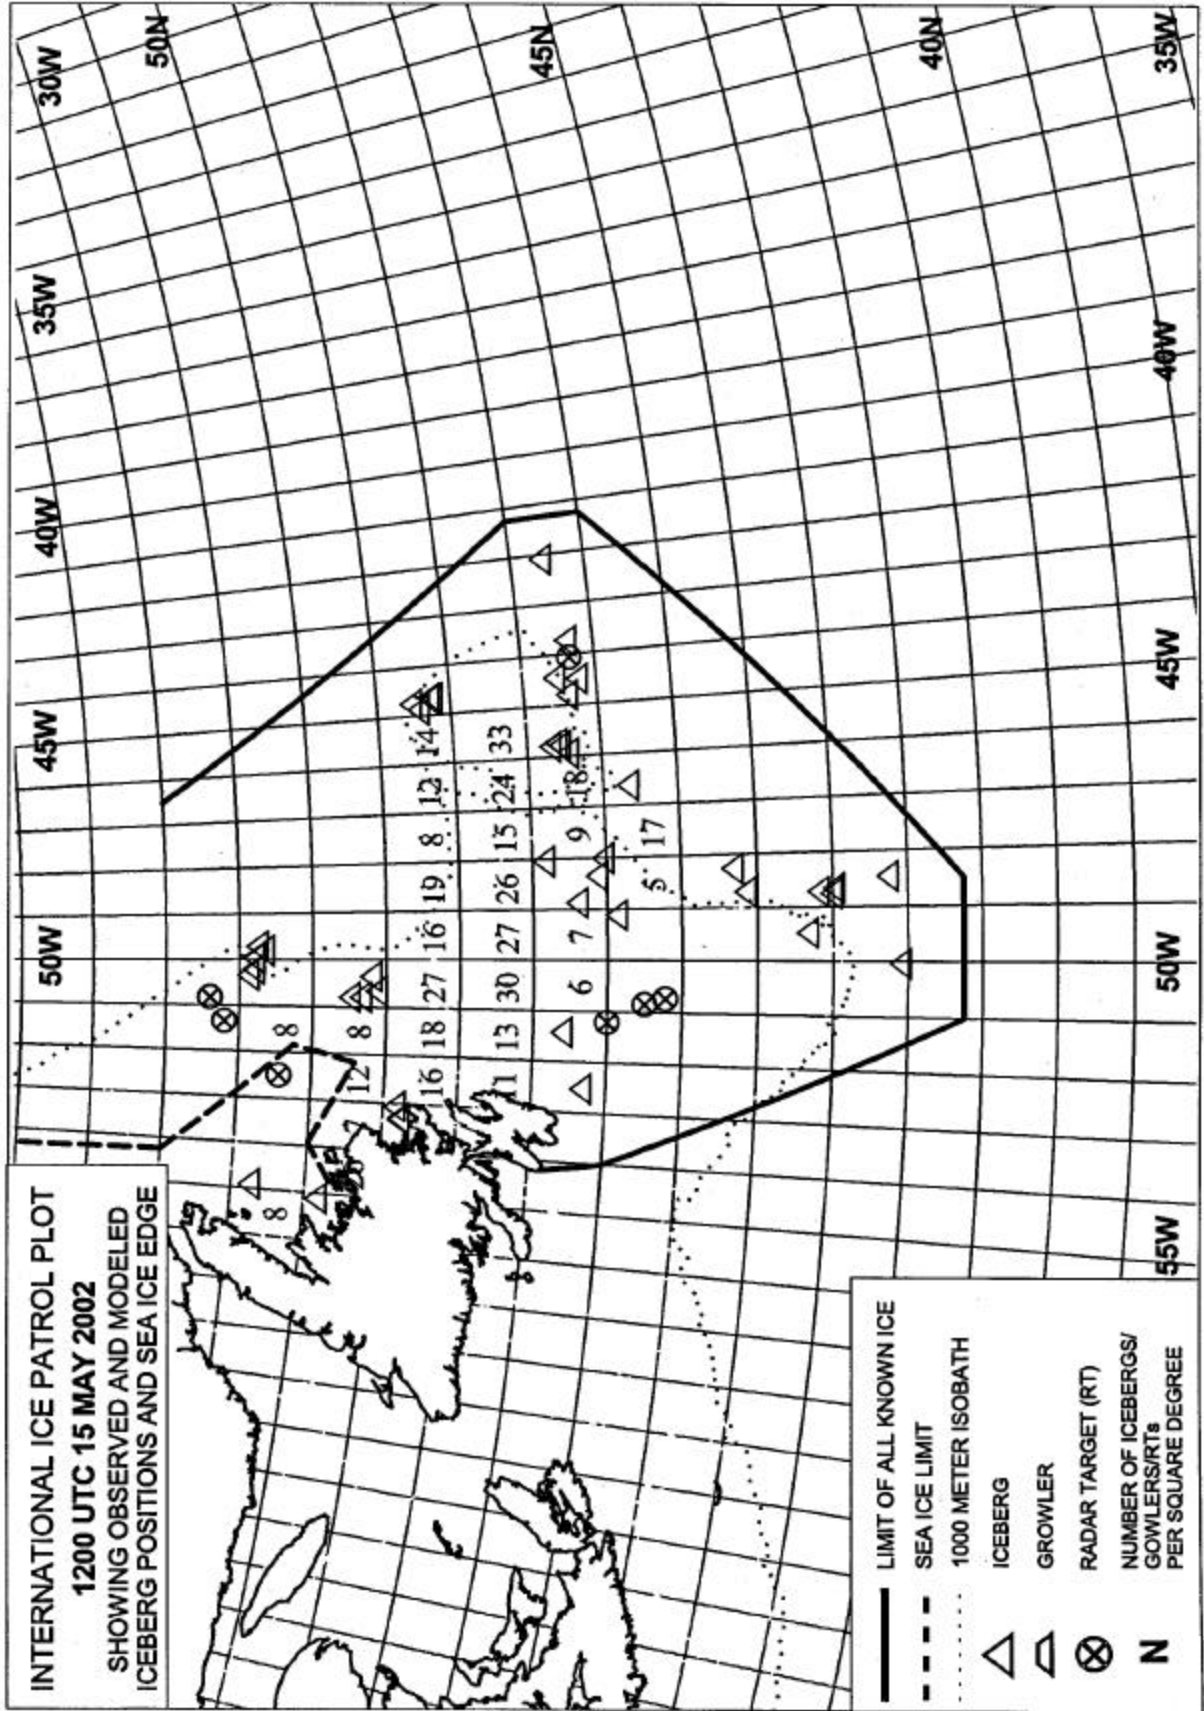 INTERNATIONAL ICE PATROL PLOT
1200 UTC 15 MAY 2002
SHOWING OBSERVED AND MODELED
ICEBERG POSITIONS AND SEA ICE EDGE
50W 45W 40W 35W 30W
50N
8 8
7 12 8
16 18 27 16 19 8 12 14
11 13 30 27 26 15 24 33
45N
6 7 9 18
5 17
40N
LIMIT OF ALL KNOWN ICE
SEA ICE LIMIT
1000 METER ISOBATH
ICEBERG
GROWLER
RADAR TARGET (RT)
N NUMBER OF ICEBERGS/
GOWLERS/RTs
PER SQUARE DEGREE
55W 50W 45W 40W 35W